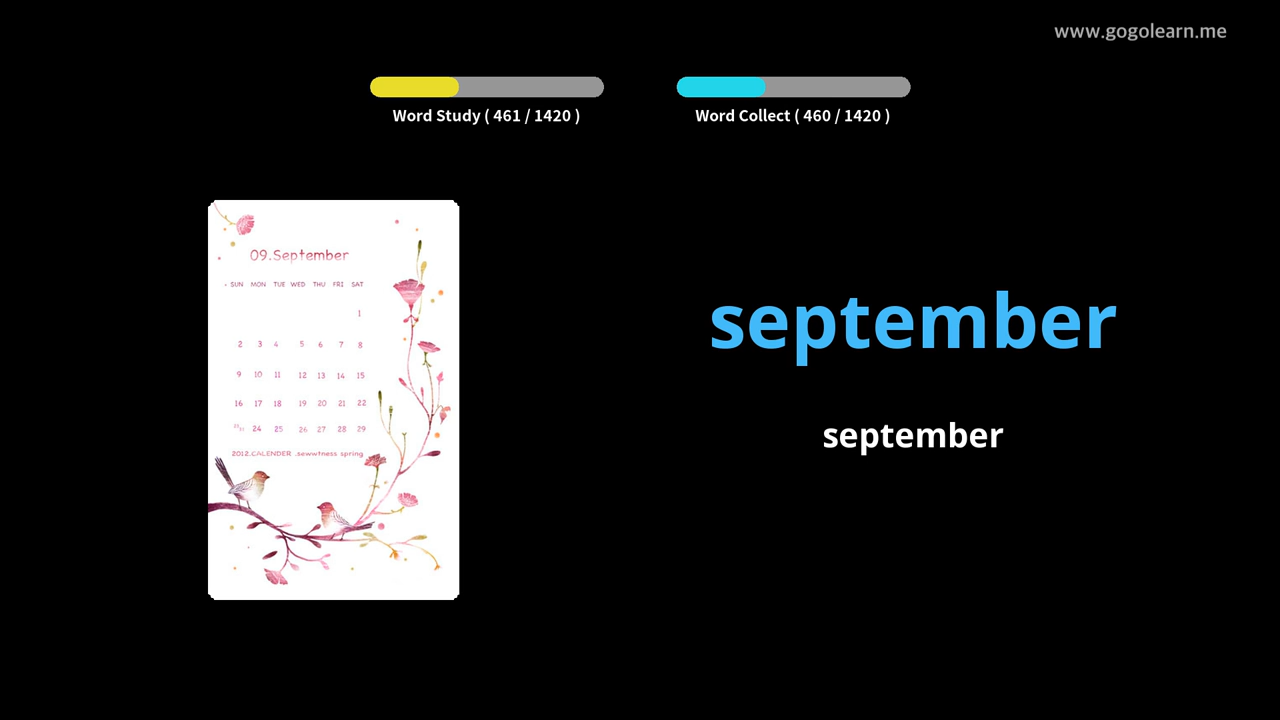 www.gogolearn.me
Word Study ( 461 / 1420 )
Word Collect ( 460 / 1420 )
09.September
SUN MON TUE WED THU FRI SAT
1
2 3 4 5 6 7 8
9 10 11 12 13 14 15
16 17 18 19 20 21 22
24 25 26 27 28 29
2012.CALENDER .sewwtness spring
september
september